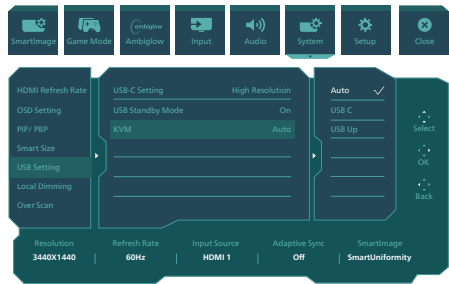 ambiglow
SmartImage Game Mode Ambiglow Input Audio System Setup Close
HDMI Refresh Rate USB-C Setting High Resolution Auto
OSD Setting USB Standby Mode On USB C
PIP/ PBP KVM Auto USB Up Select
Smart Size
USB Setting OK
Local Dimming
Over Scan Back
Resolution Refresh Rate Input Source Adaptive Sync SmartImage
3440X1440 | 60Hz | HDMI 1 | Off | SmartUniformity